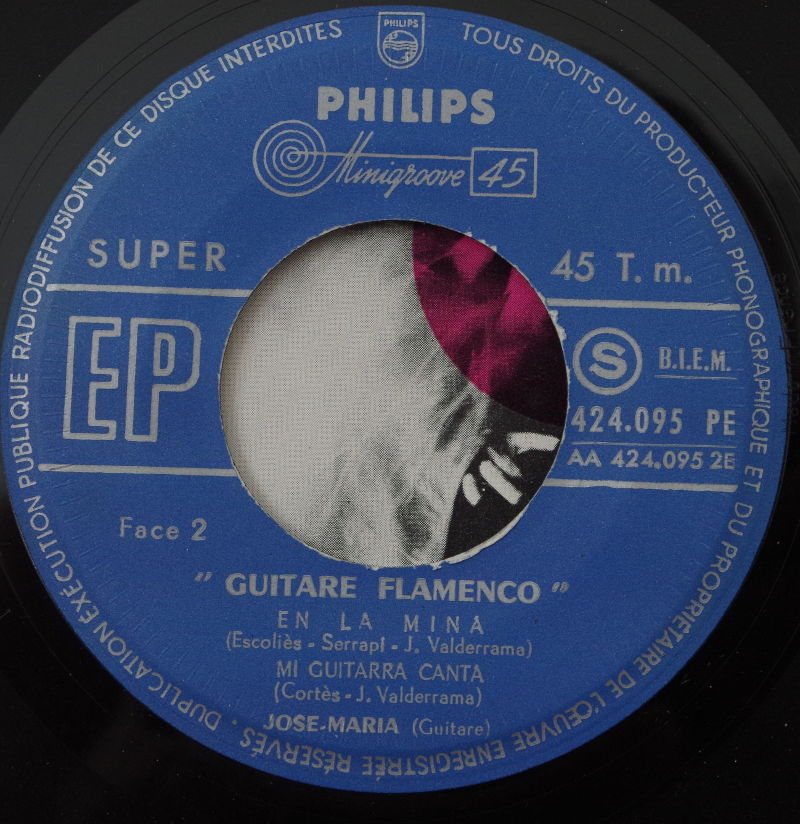 PHILIPS
TOUS DROITS DU PRODUCTEUR PHONOGRAPHIQUE ET DU PROPRIÉTAIRE DE L'ŒUVRE ENREGISTRÉE RÉSERVÉS · DUPLICATION EXÉCUTION PUBLIQUE RADIODIFFUSION DE CE DISQUE INTERDITES
PHILIPS
Minigroove 45
SUPER 45 T. m.
EP
S B.I.E.M.
424.095 PE
AA 424.095 2E
Face 2
" GUITARE FLAMENCO "
EN LA MINA
(Escoliès - Serrapi - J. Valderrama)
MI GUITARRA CANTA
(Cortès - J. Valderrama)
JOSE-MARIA (Guitare)